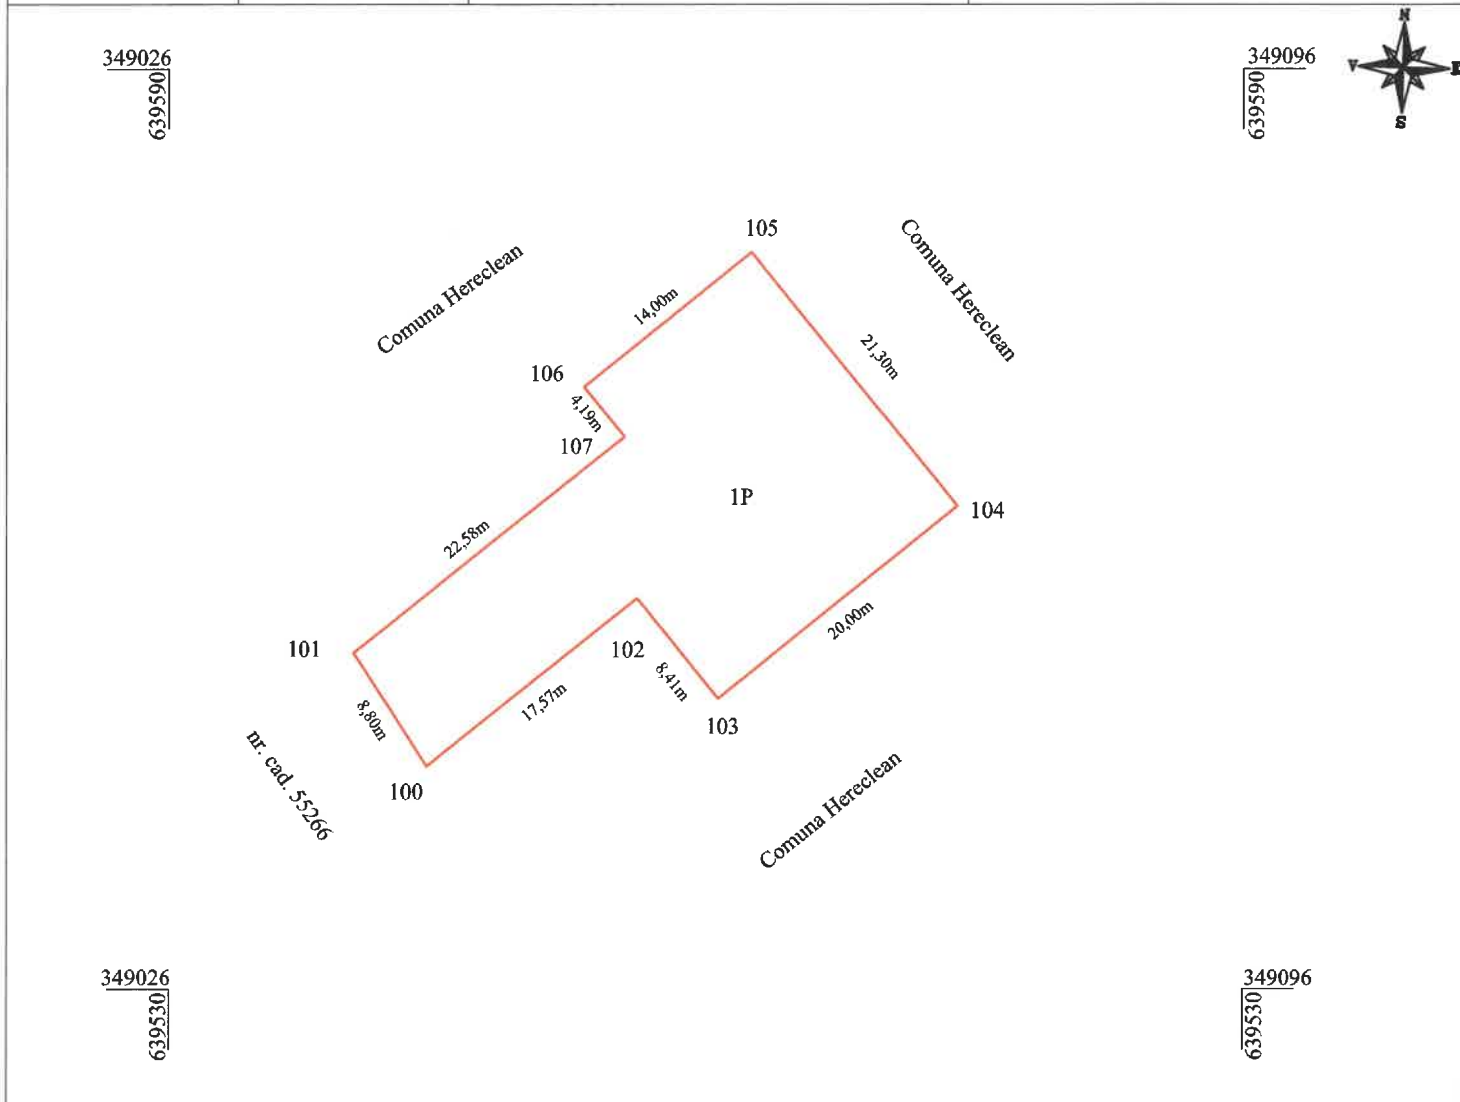 N
349026
349096
V
E
639590
639590
S
105
Comuna Hereclean
Comuna Hereclean
14,00m
21,30m
106
4,19m
107
1P
104
22,58m
20,00m
101
102
8,41m
17,57m
8,80m
103
nr. cad. 55266
100
Comuna Hereclean
349026
349096
639530
639530